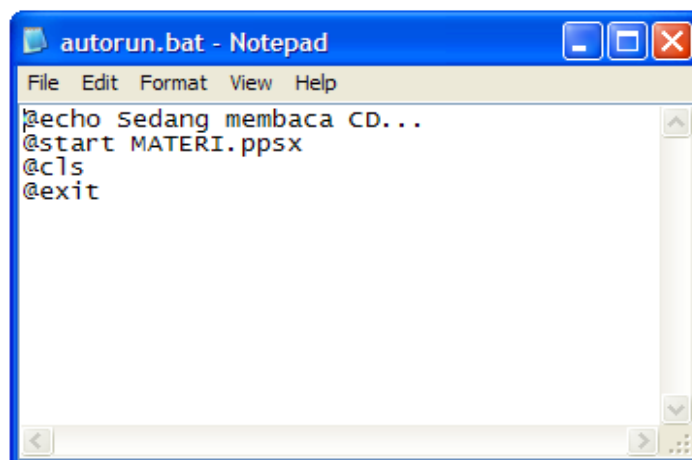 autorun.bat - Notepad
File Edit Format View Help
@echo Sedang membaca CD...
@start MATERI.ppsx
@cls
@exit